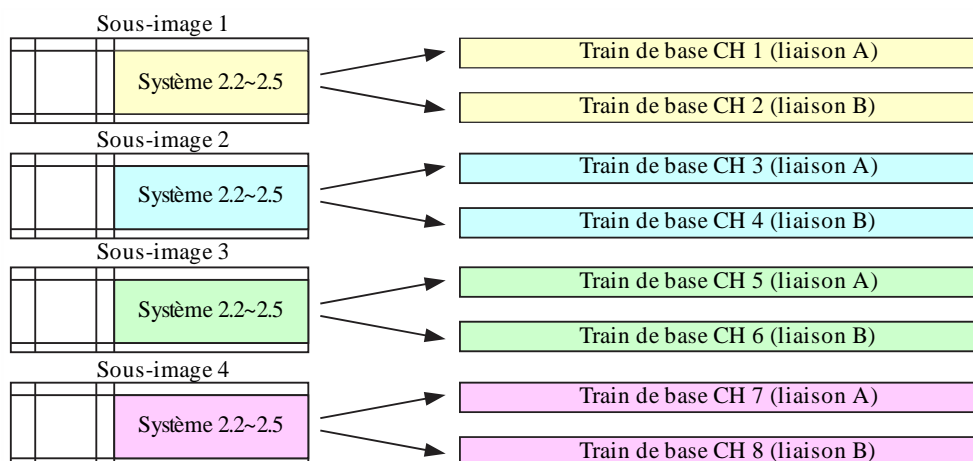 Sous-image 1
Système 2.2~2.5
Train de base CH 1 (liaison A)
Train de base CH 2 (liaison B)
Sous-image 2
Système 2.2~2.5
Train de base CH 3 (liaison A)
Train de base CH 4 (liaison B)
Sous-image 3
Système 2.2~2.5
Train de base CH 5 (liaison A)
Train de base CH 6 (liaison B)
Sous-image 4
Système 2.2~2.5
Train de base CH 7 (liaison A)
Train de base CH 8 (liaison B)